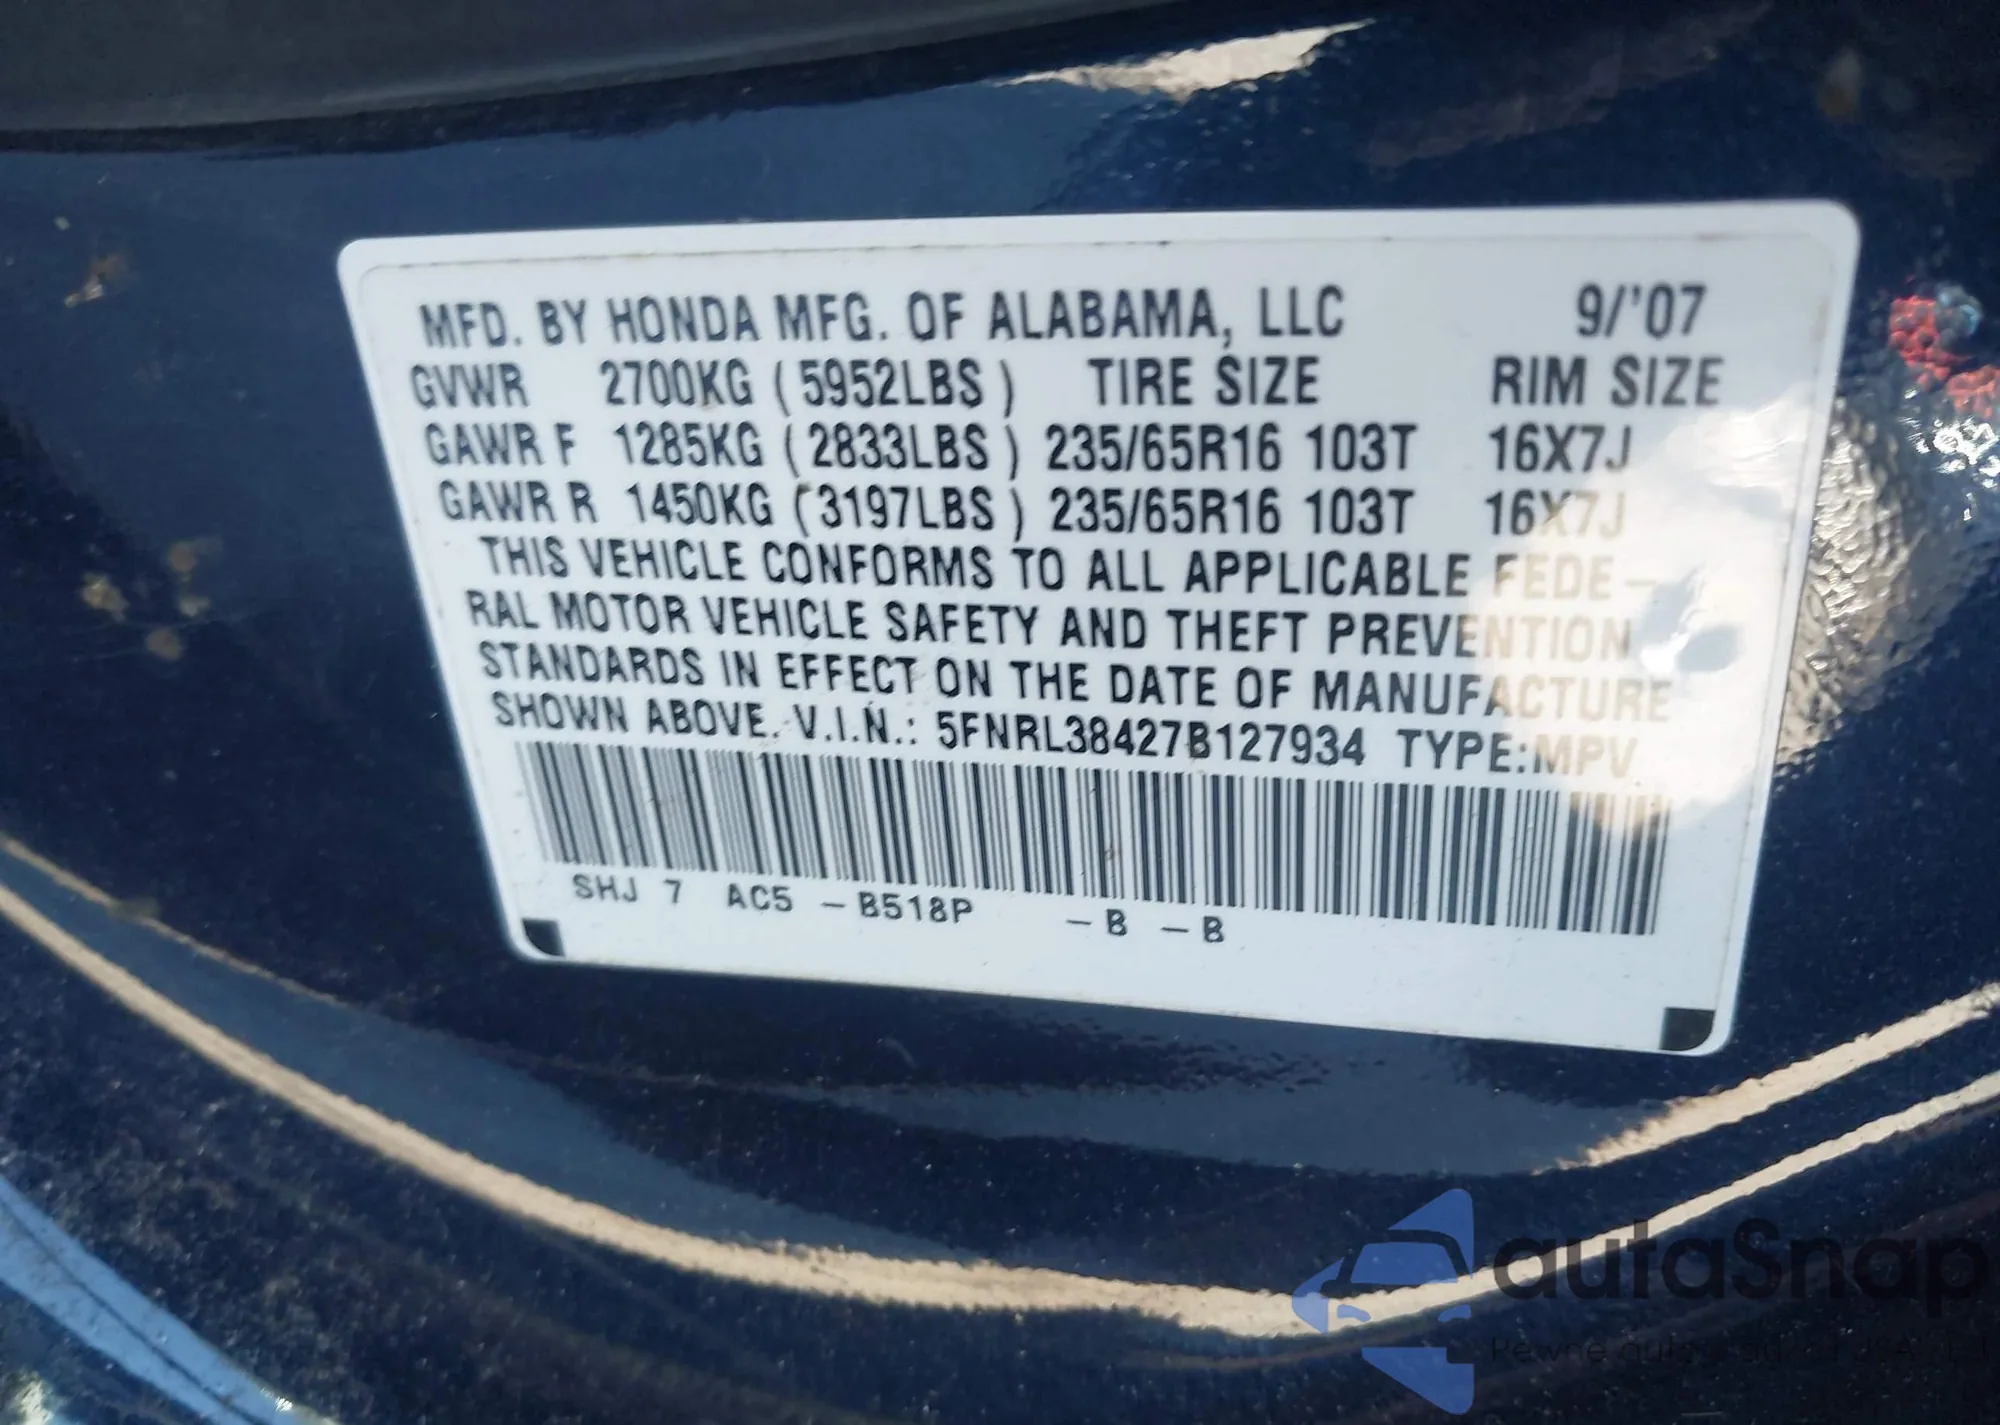 MFD. BY HONDA MFG. OF ALABAMA, LLC 9/'07
GVWR 2700KG (5952LBS) TIRE SIZE RIM SIZE
GAWR F 1285KG (2833LBS) 235/65R16 103T 16X7J
GAWR R 1450KG (3197LBS) 235/65R16 103T 16X7J
THIS VEHICLE CONFORMS TO ALL APPLICABLE FEDE-
RAL MOTOR VEHICLE SAFETY AND THEFT PREVENTION
STANDARDS IN EFFECT ON THE DATE OF MANUFACTURE
SHOWN ABOVE. V.I.N.: 5FNRL38427B127934 TYPE:MPV
SHJ 7 AC5 -B518P -B -B
autaSnap
Pewne auta